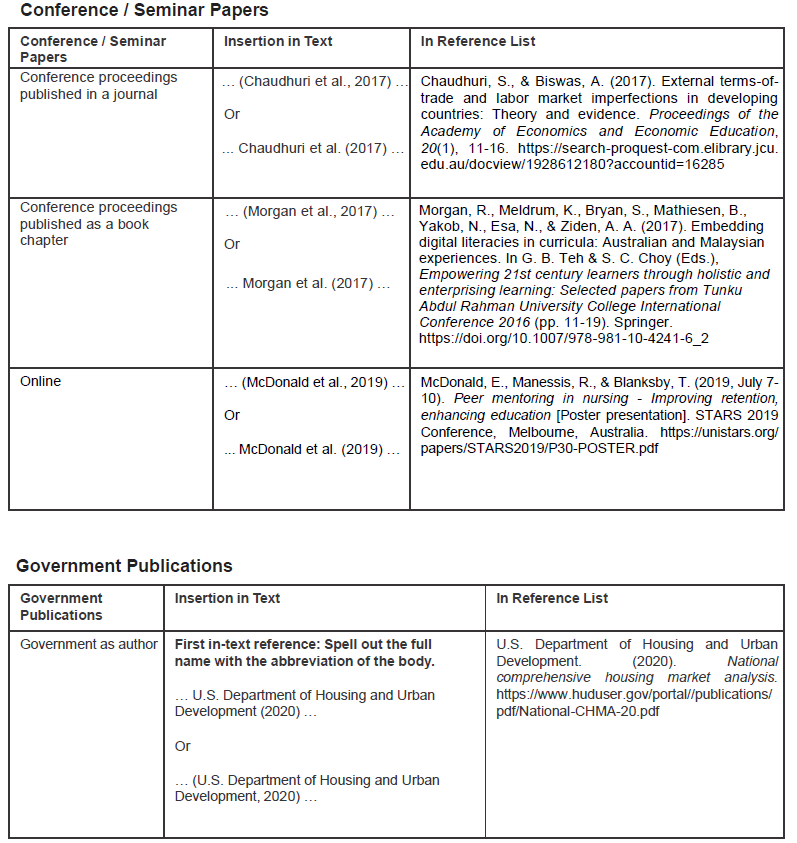 Conference / Seminar Papers
Conference / Seminar
Papers
Insertion in Text
In Reference List
Conference proceedings
published in a journal
… (Chaudhuri et al., 2017) …
Or
... Chaudhuri et al. (2017) …
Chaudhuri, S., & Biswas, A. (2017). External terms-of-
trade and labor market imperfections in developing
countries: Theory and evidence. Proceedings of the
Academy of Economics and Economic Education,
20(1), 11-16. https://search-proquest-com.elibrary.jcu.
edu.au/docview/1928612180?accountid=16285
Conference proceedings
published as a book
chapter
… (Morgan et al., 2017) …
Or
... Morgan et al. (2017) …
Morgan, R., Meldrum, K., Bryan, S., Mathiesen, B.,
Yakob, N., Esa, N., & Ziden, A. A. (2017). Embedding
digital literacies in curricula: Australian and Malaysian
experiences. In G. B. Teh & S. C. Choy (Eds.),
Empowering 21st century learners through holistic and
enterprising learning: Selected papers from Tunku
Abdul Rahman University College International
Conference 2016 (pp. 11-19). Springer.
https://doi.org/10.1007/978-981-10-4241-6_2
Online
… (McDonald et al., 2019) …
Or
... McDonald et al. (2019) …
McDonald, E., Manessis, R., & Blanksby, T. (2019, July 7-
10). Peer mentoring in nursing - Improving retention,
enhancing education [Poster presentation]. STARS 2019
Conference, Melbourne, Australia. https://unistars.org/
papers/STARS2019/P30-POSTER.pdf
Government Publications
Government
Publications
Insertion in Text
In Reference List
Government as author
First in-text reference: Spell out the full
name with the abbreviation of the body.
… U.S. Department of Housing and Urban
Development (2020) …
Or
… (U.S. Department of Housing and Urban
Development, 2020) …
U.S. Department of Housing and Urban
Development. (2020). National
comprehensive housing market analysis.
https://www.huduser.gov/portal//publications/
pdf/National-CHMA-20.pdf